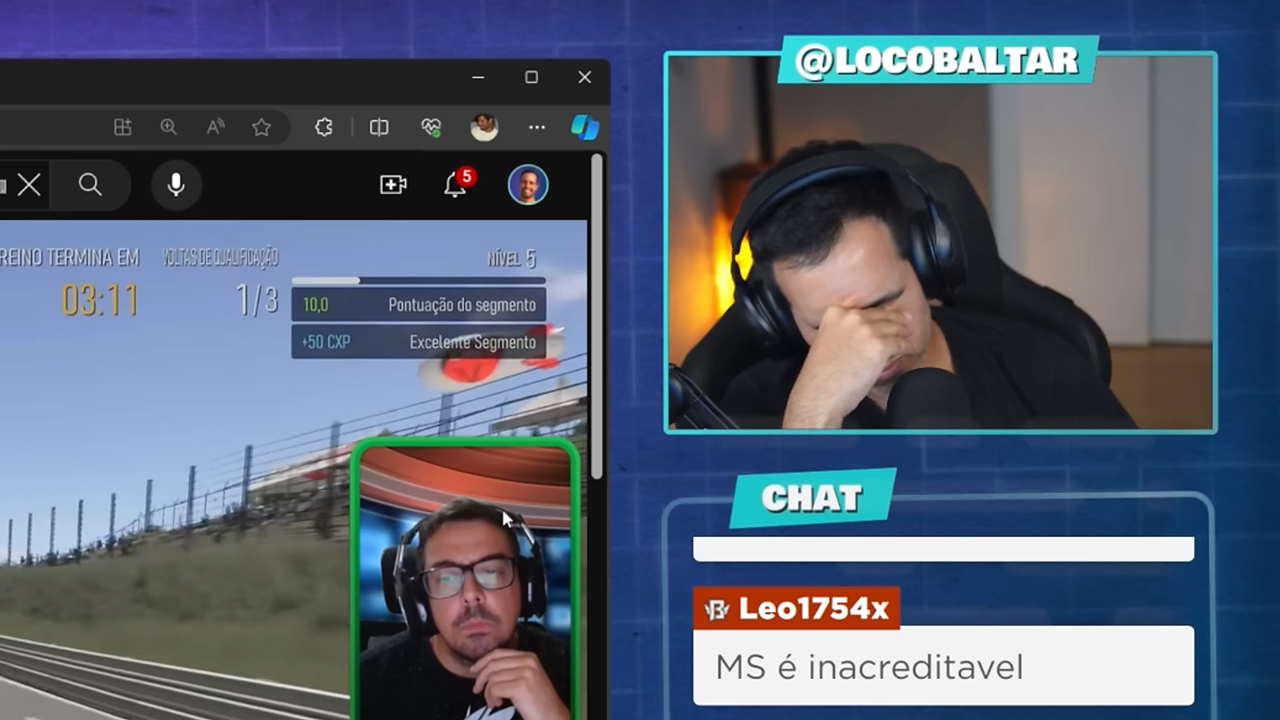 @LOCOBALTAR
5
REINO TERMINA EM
VOLTAS DE QUALIFICAÇÃO
NÍVEL 5
03:11
1/3
10,0 Pontuação do segmento
+50 CXP Excelente Segmento
CHAT
Leo1754x
MS é inacreditavel